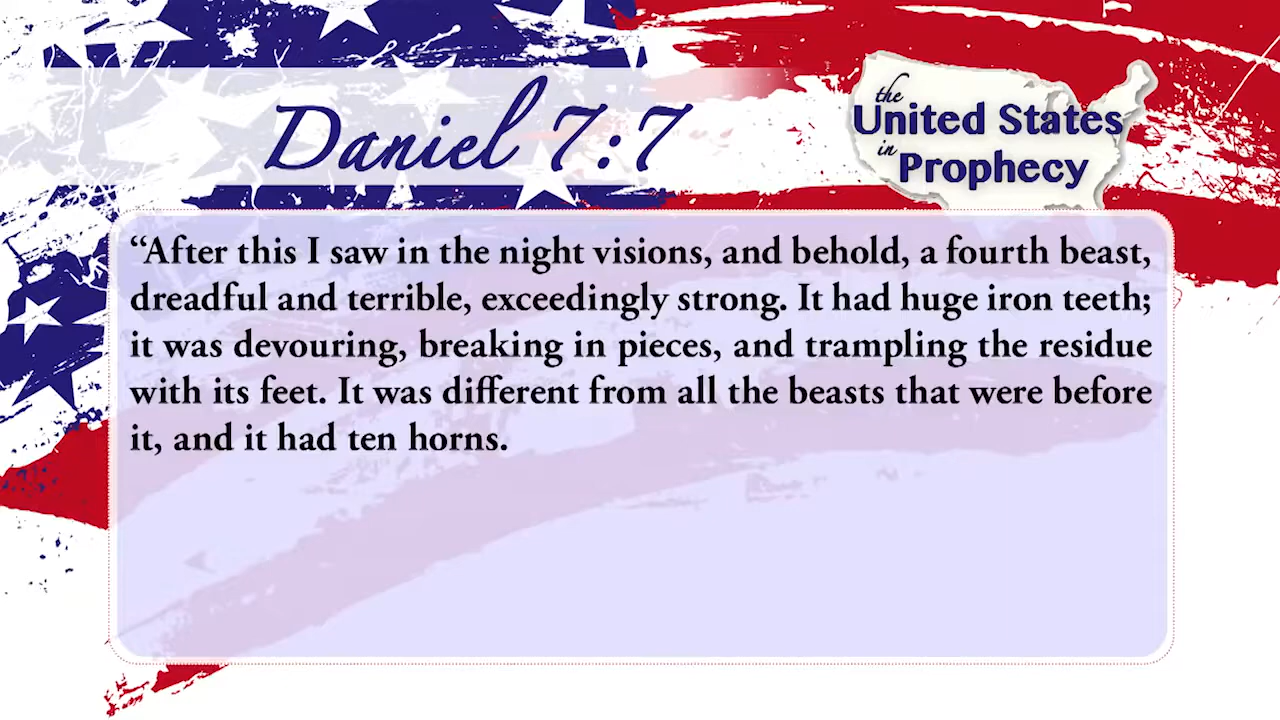 Daniel 7:7
the
United States
in
Prophecy
“After this I saw in the night visions, and behold, a fourth beast,
dreadful and terrible, exceedingly strong. It had huge iron teeth;
it was devouring, breaking in pieces, and trampling the residue
with its feet. It was different from all the beasts that were before
it, and it had ten horns.